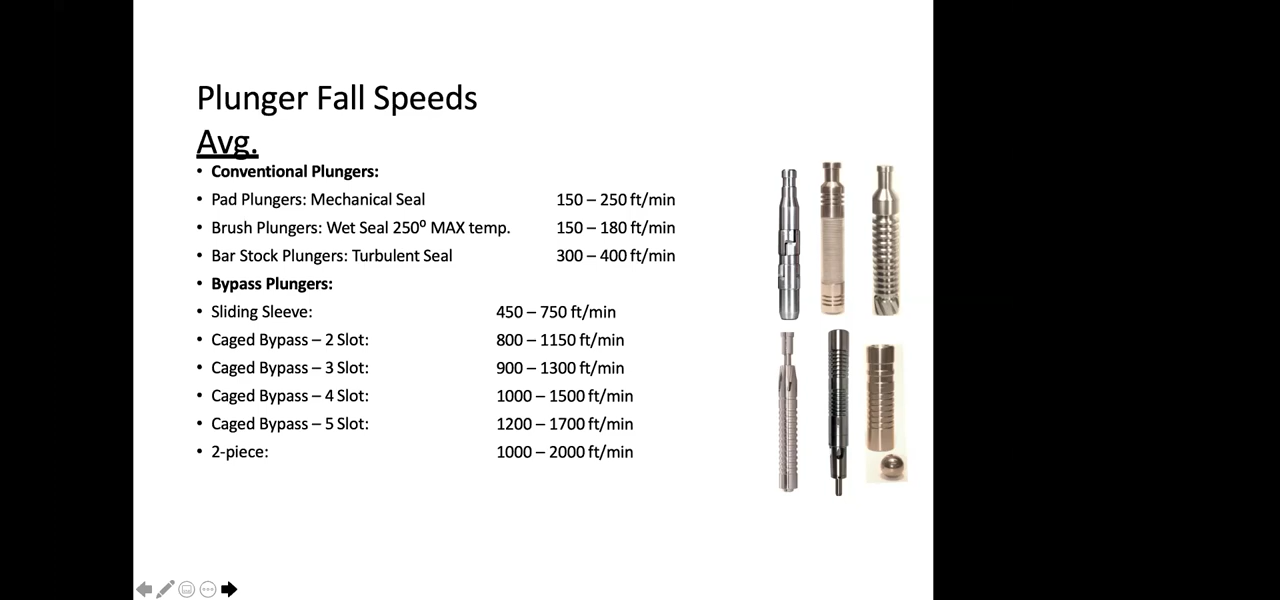 Plunger Fall Speeds
Avg.
• Conventional Plungers:
• Pad Plungers: Mechanical Seal 150 – 250 ft/min
• Brush Plungers: Wet Seal 250⁰ MAX temp. 150 – 180 ft/min
• Bar Stock Plungers: Turbulent Seal 300 – 400 ft/min
• Bypass Plungers:
• Sliding Sleeve: 450 – 750 ft/min
• Caged Bypass – 2 Slot: 800 – 1150 ft/min
• Caged Bypass – 3 Slot: 900 – 1300 ft/min
• Caged Bypass – 4 Slot: 1000 – 1500 ft/min
• Caged Bypass – 5 Slot: 1200 – 1700 ft/min
• 2-piece: 1000 – 2000 ft/min